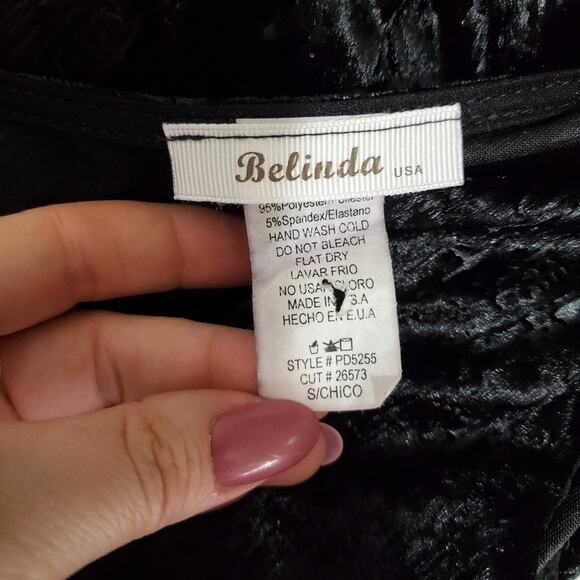 Belinda USA
95%Polyester/Poliester
5%Spandex/Elastano
HAND WASH COLD
DO NOT BLEACH
FLAT DRY
LAVAR FRIO
NO USAR CLORO
MADE IN U.S.A
HECHO EN E.U.A
STYLE # PD5255
CUT # 26573
S/CHICO